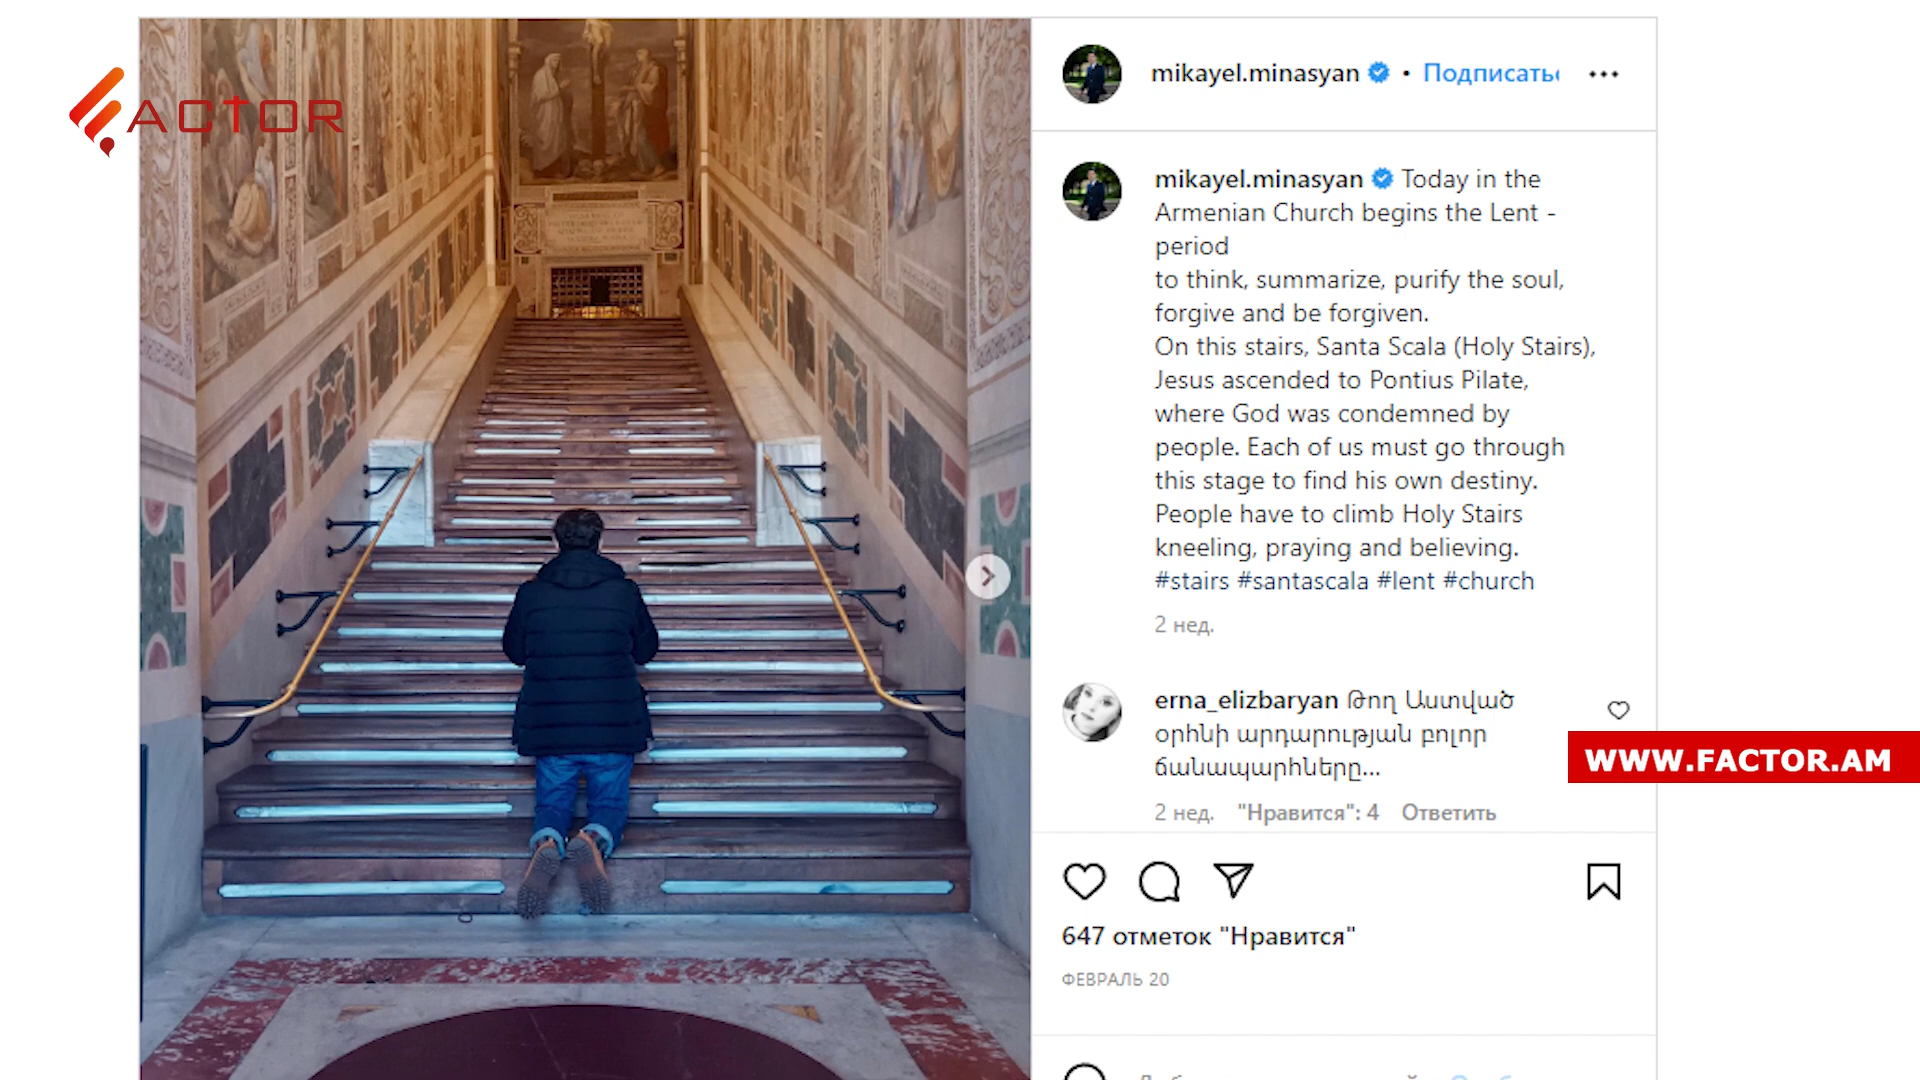 FACTOR
mikayel.minasyan • Подписать
mikayel.minasyan Today in the
Armenian Church begins the Lent -
period
to think, summarize, purify the soul,
forgive and be forgiven.
On this stairs, Santa Scala (Holy Stairs),
Jesus ascended to Pontius Pilate,
where God was condemned by
people. Each of us must go through
this stage to find his own destiny.
People have to climb Holy Stairs
kneeling, praying and believing.
#stairs #santascala #lent #church
2 нед.
erna_elizbaryan Թող Աստված
օրհնի արդարության բոլոր
ճանապարհները...
2 нед. "Нравится": 4 Ответить
WWW.FACTOR.AM
647 отметок "Нравится"
ФЕВРАЛЬ 20